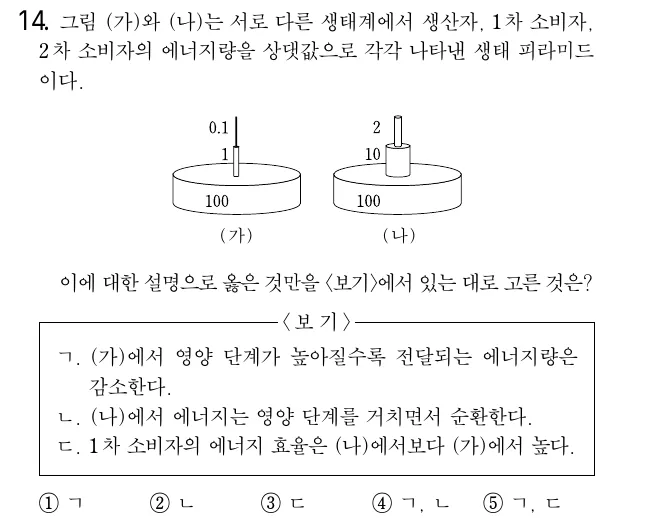 14. 그림 (가)와 (나)는 서로 다른 생태계에서 생산자, 1차 소비자,
2차 소비자의 에너지량을 상댓값으로 각각 나타낸 생태 피라미드
이다.
0.1
1
100
(가)
2
10
100
(나)
이에 대한 설명으로 옳은 것만을 <보기>에서 있는 대로 고른 것은?
<보 기>
ㄱ. (가)에서 영양 단계가 높아질수록 전달되는 에너지량은
감소한다.
ㄴ. (나)에서 에너지는 영양 단계를 거치면서 순환한다.
ㄷ. 1차 소비자의 에너지 효율은 (나)에서보다 (가)에서 높다.
① ㄱ ② ㄴ ③ ㄷ ④ ㄱ, ㄴ ⑤ ㄱ, ㄷ